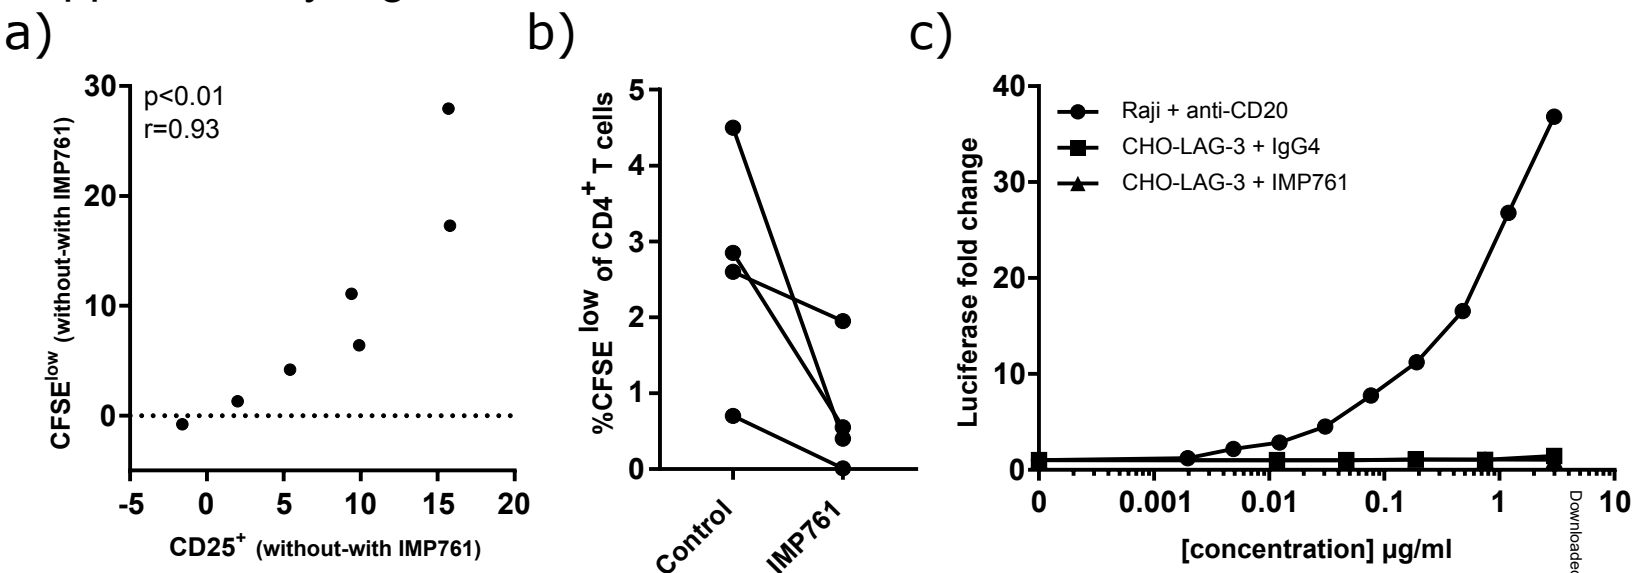 a)
b)
c)
30
20
10
0
-5
0
5
10
15
20
p<0.01
r=0.93
CFSElow (without-with IMP761)
CD25+ (without-with IMP761)
5
4
3
2
1
0
%CFSE low of CD4+ T cells
Control
IMP761
40
30
20
10
0
Luciferase fold change
Raji + anti-CD20
CHO-LAG-3 + IgG4
CHO-LAG-3 + IMP761
0
0.001
0.01
0.1
1
10
[concentration] µg/ml
Downloaded